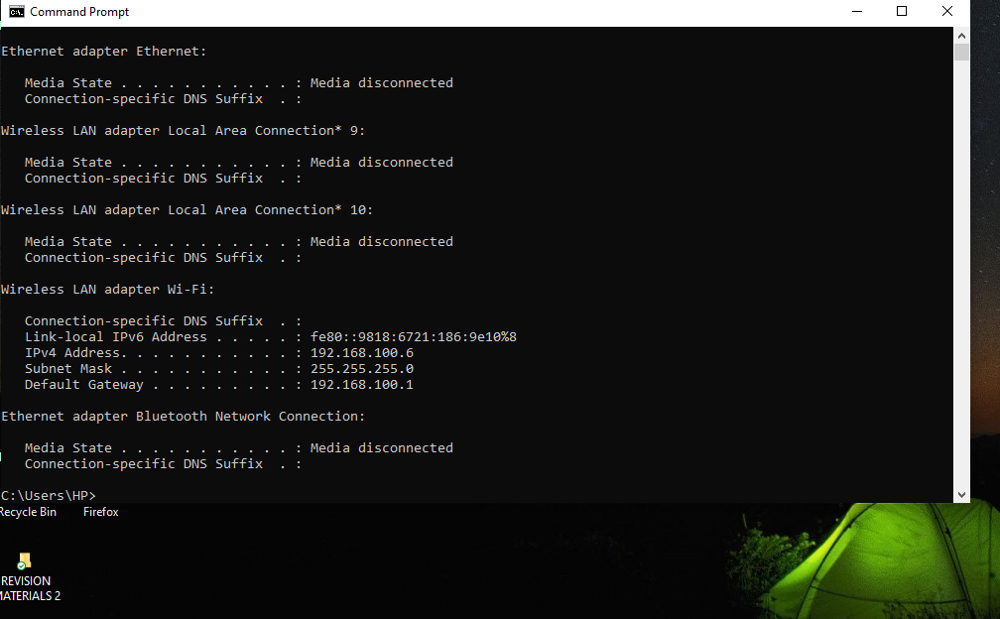 Command Prompt
Ethernet adapter Ethernet:
Media State . . . . . . . . . . . : Media disconnected
Connection-specific DNS Suffix  . :
Wireless LAN adapter Local Area Connection* 9:
Media State . . . . . . . . . . . : Media disconnected
Connection-specific DNS Suffix  . :
Wireless LAN adapter Local Area Connection* 10:
Media State . . . . . . . . . . . : Media disconnected
Connection-specific DNS Suffix  . :
Wireless LAN adapter Wi-Fi:
Connection-specific DNS Suffix  . :
Link-local IPv6 Address . . . . . : fe80::9818:6721:186:9e10%8
IPv4 Address. . . . . . . . . . . : 192.168.100.6
Subnet Mask . . . . . . . . . . . : 255.255.255.0
Default Gateway . . . . . . . . . : 192.168.100.1
Ethernet adapter Bluetooth Network Connection:
Media State . . . . . . . . . . . : Media disconnected
Connection-specific DNS Suffix  . :
C:\Users\HP>
Recycle Bin Firefox
REVISION
MATERIALS 2